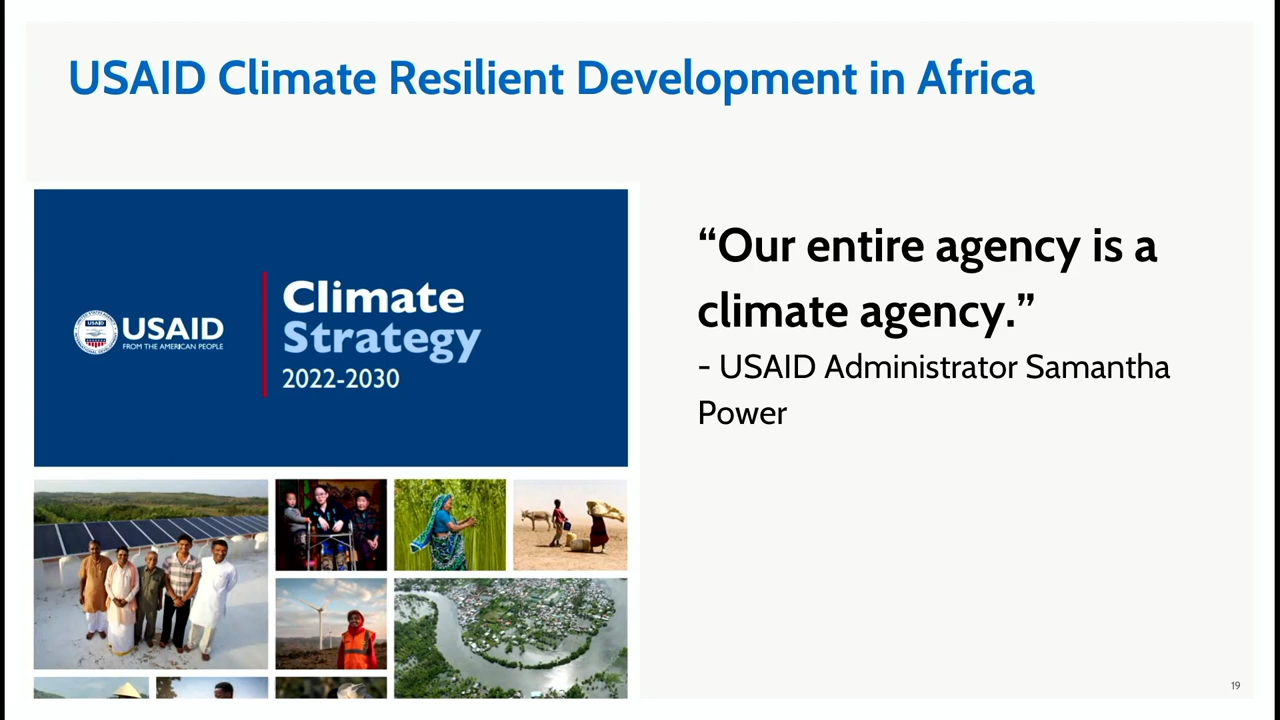 USAID Climate Resilient Development in Africa
USAID
USAID
FROM THE AMERICAN PEOPLE
Climate
Strategy
2022-2030
“Our entire agency is a
climate agency.”
- USAID Administrator Samantha
Power
19